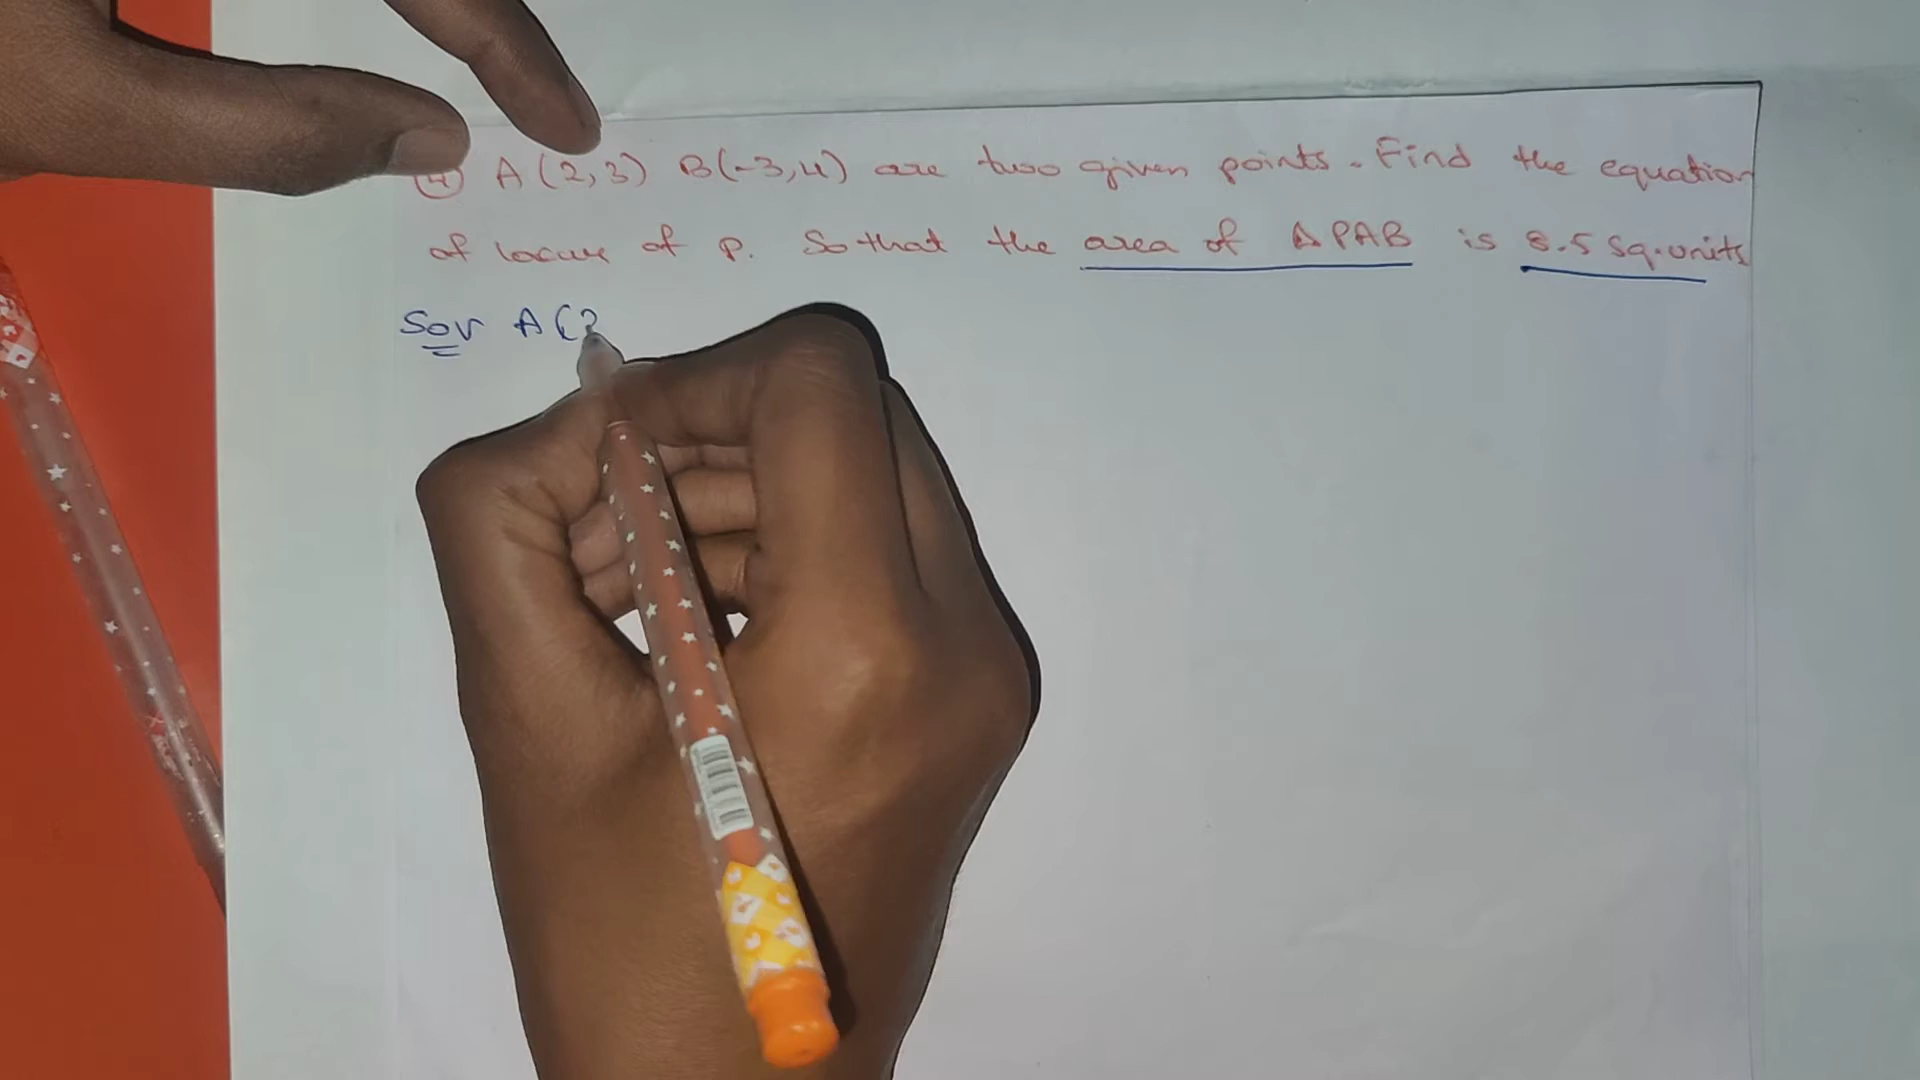 ④ A (2,3) B(-3,4) are two given points. Find the equation
of locus of P. So that the area of △PAB is 8.5 sq.units
Sol A (2